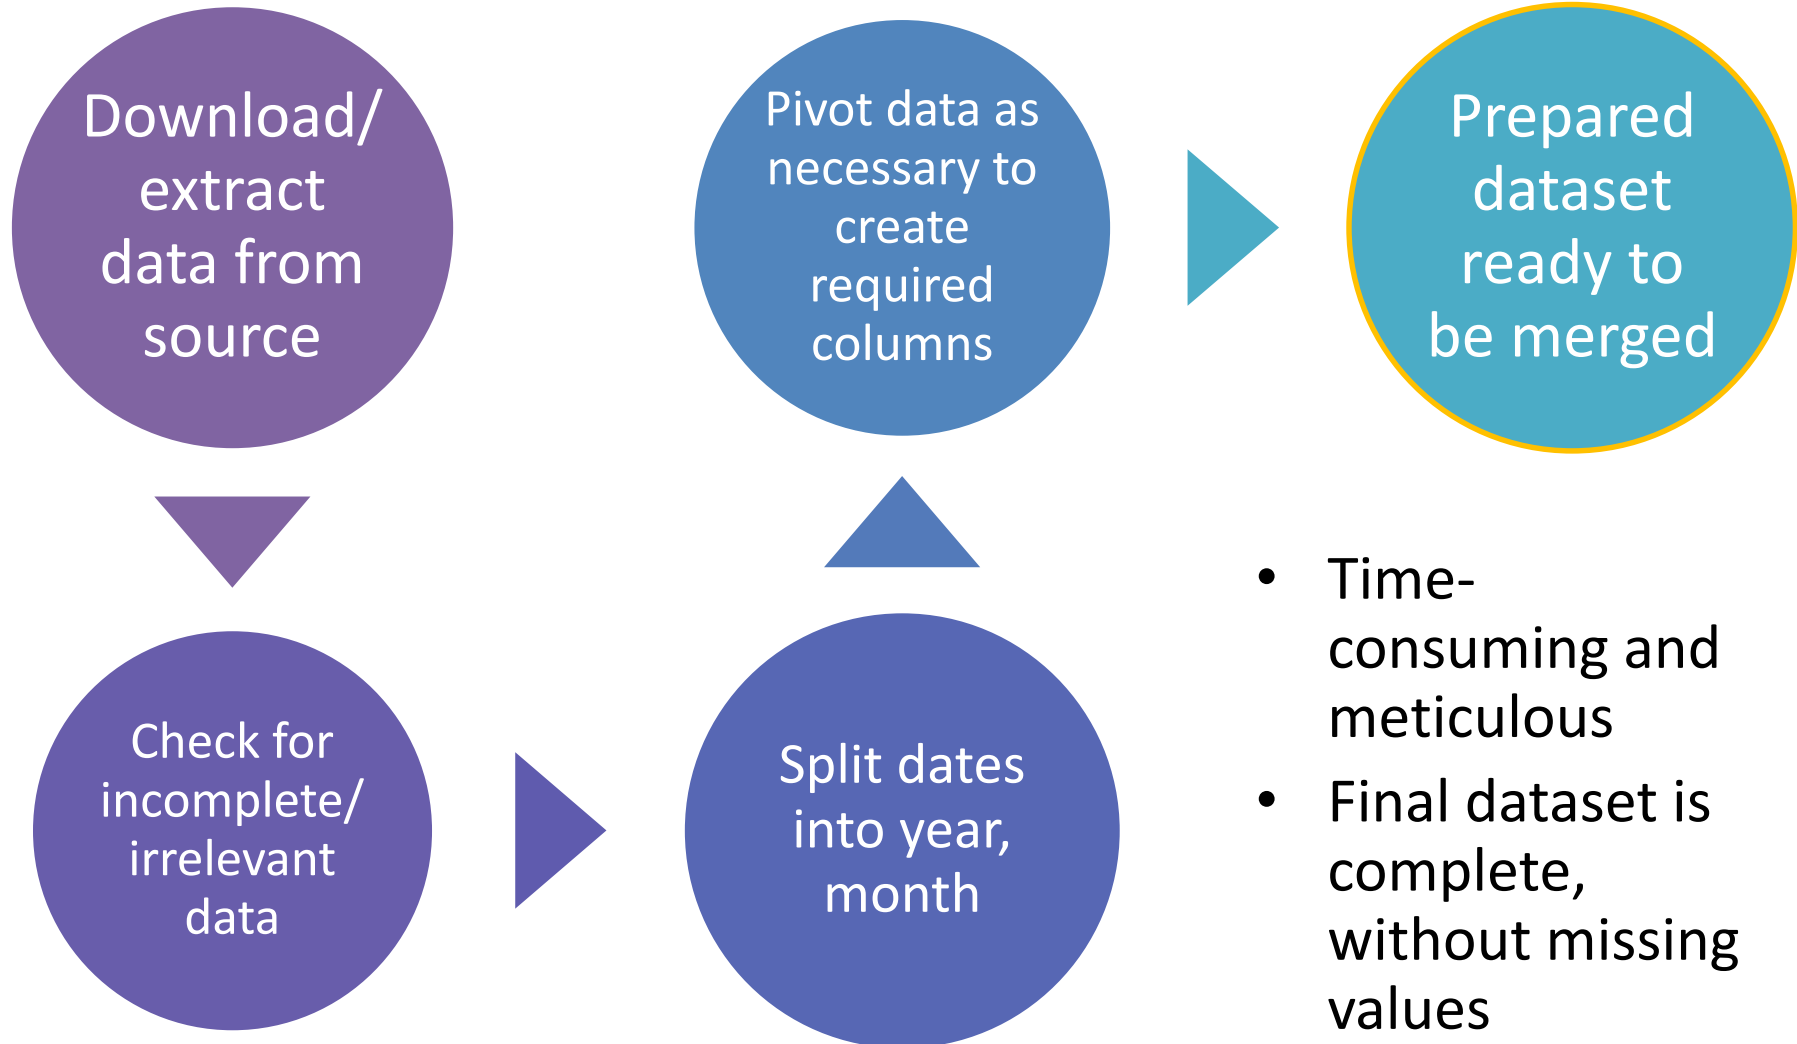 Download/
extract
data from
source
Check for
incomplete/
irrelevant
data
Split dates
into year,
month
Pivot data as
necessary to
create
required
columns
Prepared
dataset
ready to
be merged
• Time-
consuming and
meticulous
• Final dataset is
complete,
without missing
values